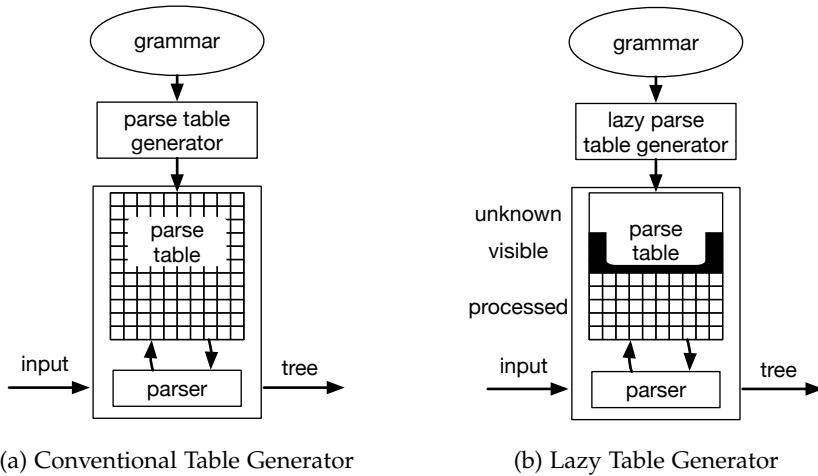 grammar
parse table
generator
parse
table
input
parser
tree
(a) Conventional Table Generator
grammar
lazy parse
table generator
unknown
visible
processed
parse
table
input
parser
tree
(b) Lazy Table Generator